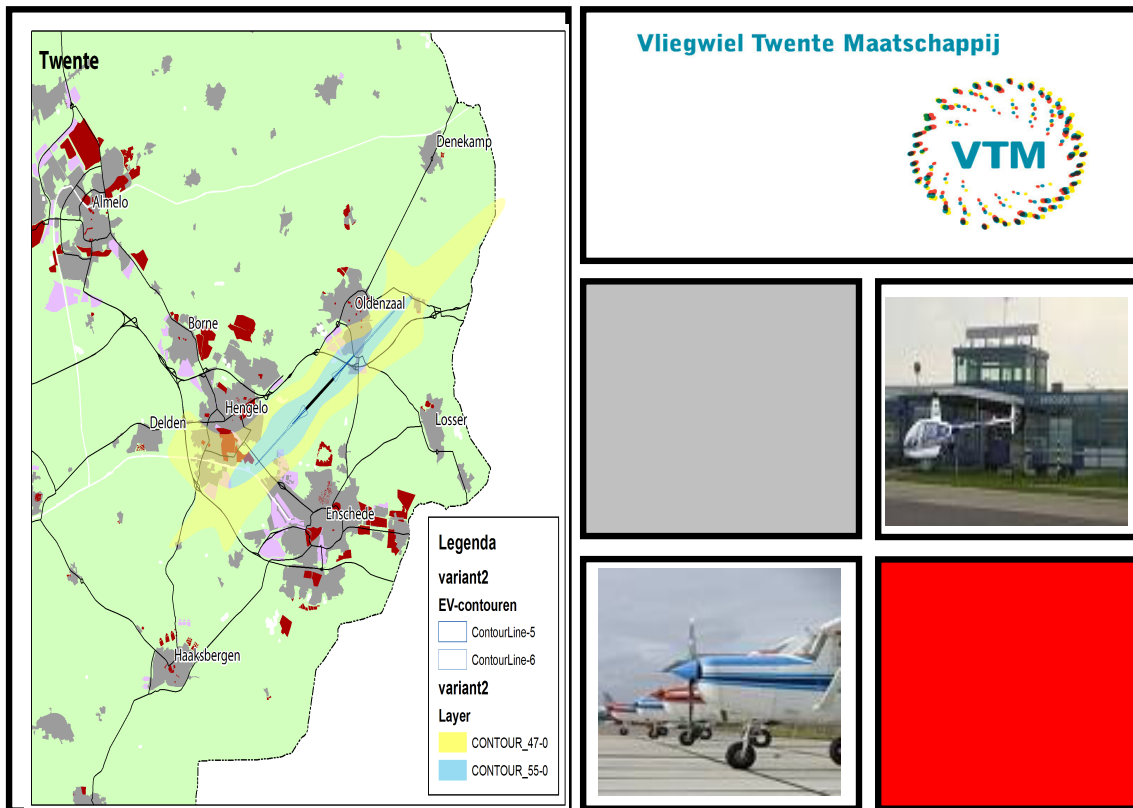 Twente
Denekamp
Almelo
Oldenzaal
Borne
Hengelo
Delden
Losser
Enschede
Haaksbergen
Legenda
variant2
EV-contouren
ContourLine-5
ContourLine-6
variant2
Layer
CONTOUR_47-0
CONTOUR_55-0
Vliegwiel Twente Maatschappij
VTM